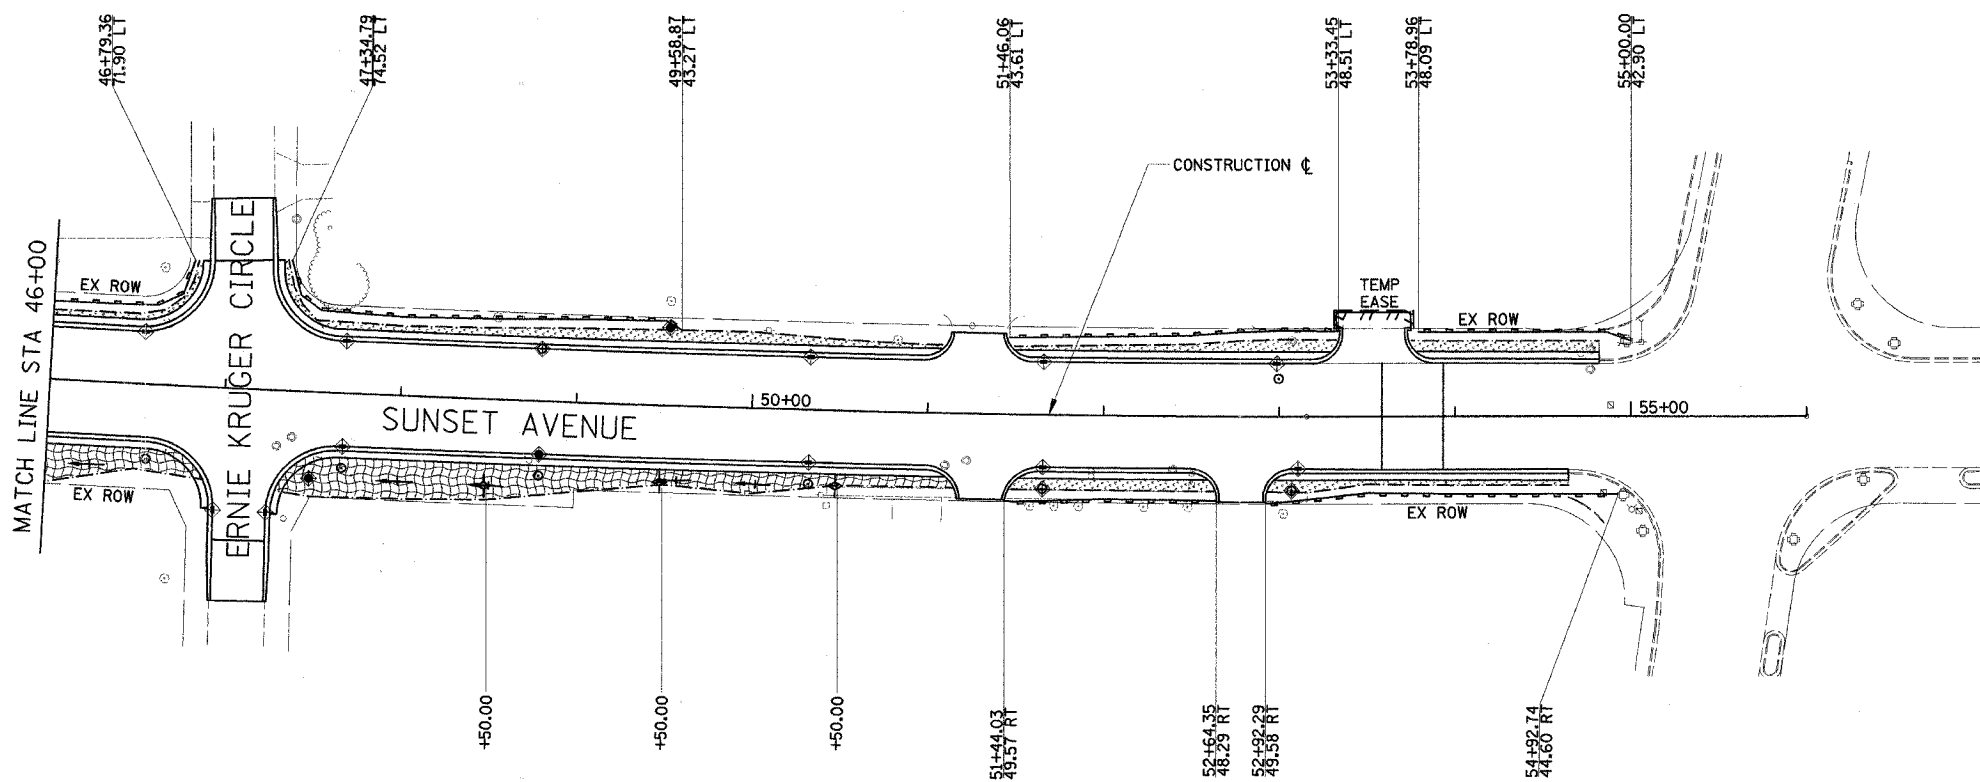 46+79.36
71.90 LT
47+34.79
74.52 LT
49+58.87
43.27 LT
51+46.06
43.61 LT
53+33.45
48.51 LT
53+78.96
48.09 LT
55+00.00
42.90 LT
CONSTRUCTION ℄
MATCH LINE STA 46+00
EX ROW
ERNIE KRUGER CIRCLE
TEMP
EASE
EX ROW
50+00
55+00
SUNSET AVENUE
EX ROW
EX ROW
+50.00
+50.00
+50.00
51+44.03
49.57 RT
52+64.35
48.29 RT
52+92.29
49.58 RT
54+92.74
44.60 RT